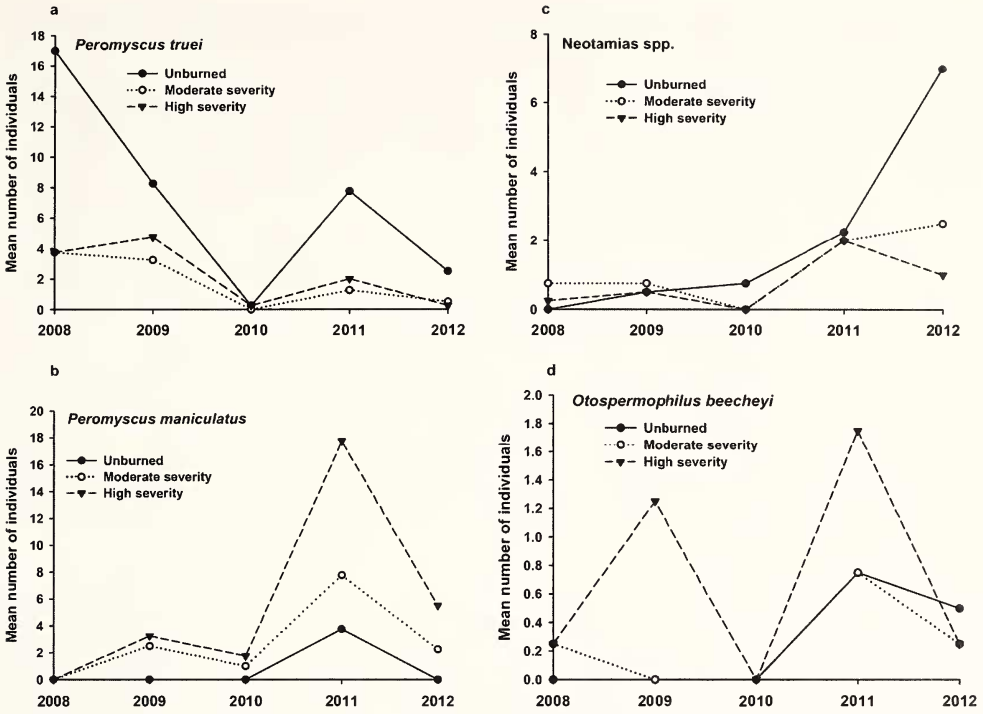 a
Peromyscus truei
Unburned
Moderate severity
High severity
Mean number of individuals
18
16
14
12
10
8
6
4
2
0
2008 2009 2010 2011 2012
c
Neotamias spp.
Unburned
Moderate severity
High severity
Mean number of individuals
8
6
4
2
0
2008 2009 2010 2011 2012
b
Peromyscus maniculatus
Unburned
Moderate severity
High severity
Mean number of individuals
20
18
16
14
12
10
8
6
4
2
0
2008 2009 2010 2011 2012
d
Otospermophilus beecheyi
Unburned
Moderate severity
High severity
Mean number of individuals
2.0
1.8
1.6
1.4
1.2
1.0
0.8
0.6
0.4
0.2
0.0
2008 2009 2010 2011 2012